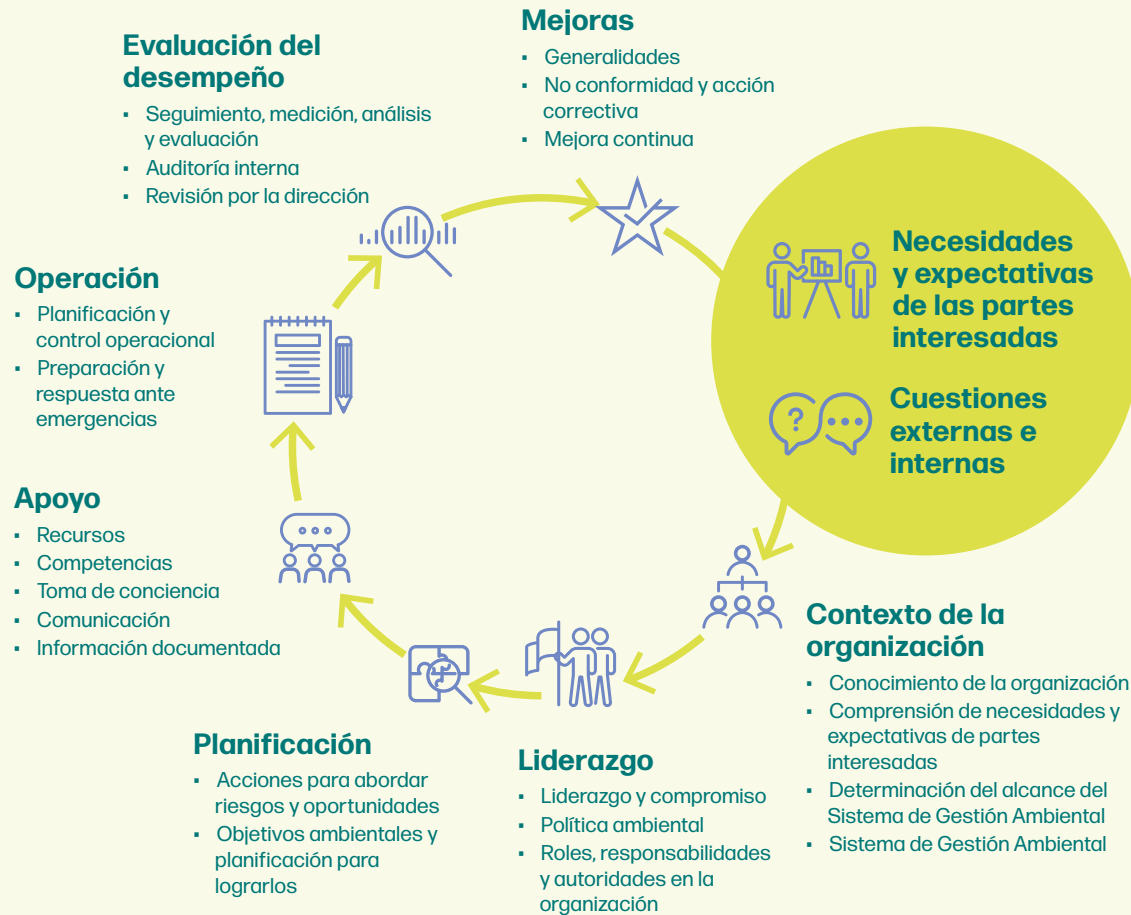 Mejoras
▪ Generalidades
▪ No conformidad y acción
correctiva
▪ Mejora continua
Evaluación del
desempeño
▪ Seguimiento, medición, análisis
y evaluación
▪ Auditoría interna
▪ Revisión por la dirección
Necesidades
y expectativas
de las partes
interesadas
?
Cuestiones
externas e
internas
Operación
▪ Planificación y
control operacional
▪ Preparación y
respuesta ante
emergencias
Apoyo
▪ Recursos
▪ Competencias
▪ Toma de conciencia
▪ Comunicación
▪ Información documentada
Contexto de la
organización
▪ Conocimiento de la organización
▪ Comprensión de necesidades y
expectativas de partes
interesadas
▪ Determinación del alcance del
Sistema de Gestión Ambiental
▪ Sistema de Gestión Ambiental
Planificación
▪ Acciones para abordar
riesgos y oportunidades
▪ Objetivos ambientales y
planificación para
lograrlos
Liderazgo
▪ Liderazgo y compromiso
▪ Política ambiental
▪ Roles, responsabilidades
y autoridades en la
organización